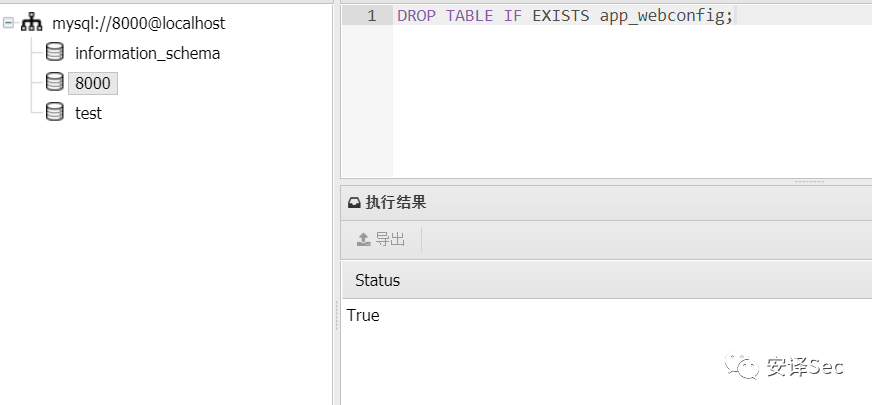 mysql://8000@localhost
information_schema
8000
test
1 DROP TABLE IF EXISTS app_webconfig;
执行结果
导出
Status
True
安译Sec